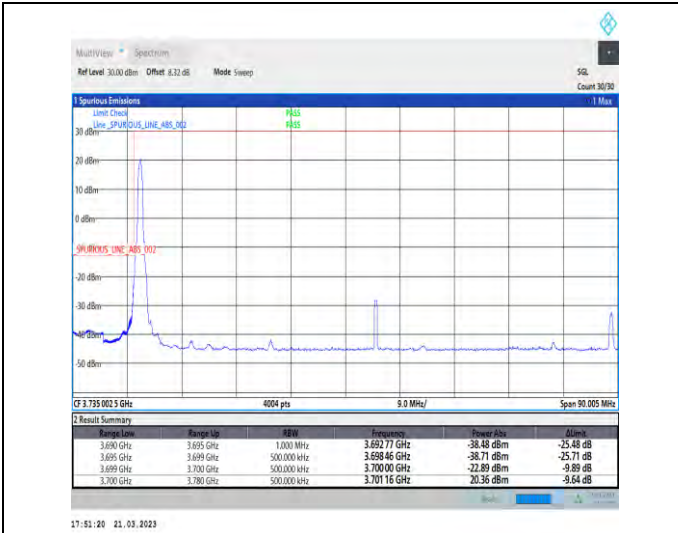 MultiView Spectrum
Ref Level 30.00 dBm Offset 8.32 dB Mode Sweep SGL
Count 30/30
1 Spurious Emissions 1 Max
Limit Check PASS
Line _SPURIOUS_LINE_ABS_002 PASS
30 dBm
20 dBm
10 dBm
0 dBm
_SPURIOUS_LINE_ABS_002
-20 dBm
-30 dBm
-40 dBm
-50 dBm
CF 3.735 002 5 GHz 4004 pts 9.0 MHz/ Span 90.005 MHz
2 Result Summary
Range Low Range Up RBW Frequency Power Abs ΔLimit
3.690 GHz 3.695 GHz 1.000 MHz 3.692 77 GHz -38.48 dBm -25.48 dB
3.695 GHz 3.699 GHz 500.000 kHz 3.698 46 GHz -38.71 dBm -25.71 dB
3.699 GHz 3.700 GHz 500.000 kHz 3.700 00 GHz -22.89 dBm -9.89 dB
3.700 GHz 3.780 GHz 500.000 kHz 3.701 16 GHz 20.36 dBm -9.64 dB
17:51:20 21.03.2023